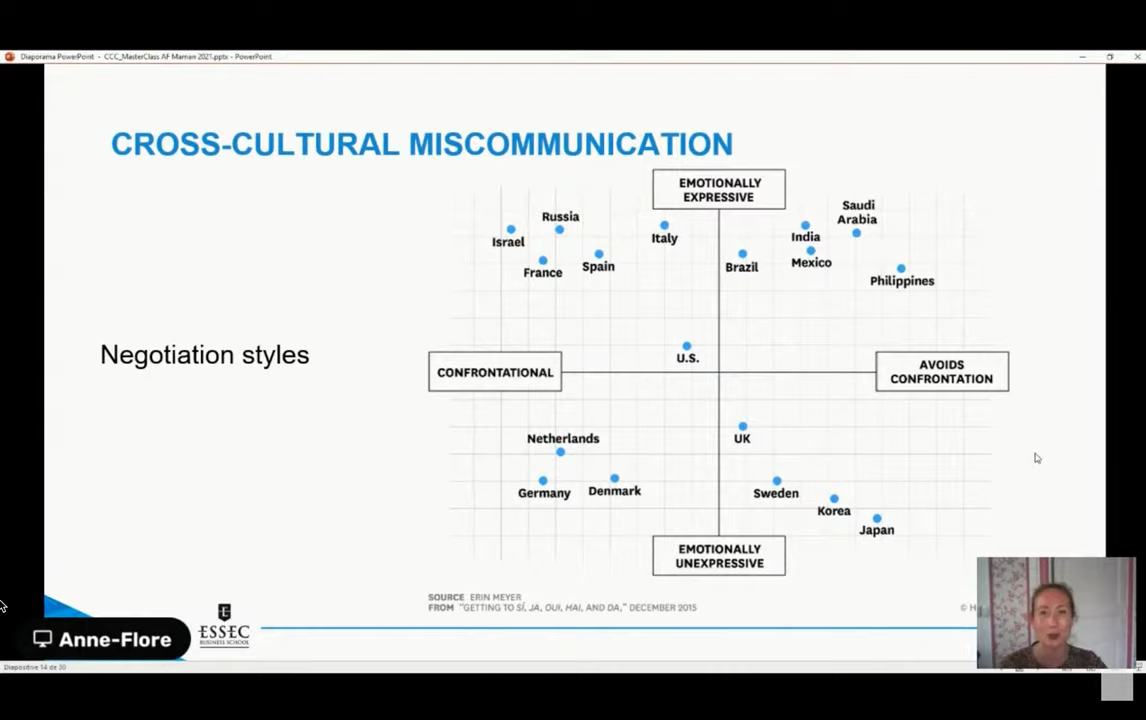 Diaporama PowerPoint - CCC_MasterClass AF Maman 2021.pptx - PowerPoint
CROSS-CULTURAL MISCOMMUNICATION
Negotiation styles
EMOTIONALLY
EXPRESSIVE
Saudi
Arabia
Russia
Israel
Italy
India
France
Spain
Brazil
Mexico
Philippines
U.S.
CONFRONTATIONAL
AVOIDS
CONFRONTATION
Netherlands
UK
Germany
Denmark
Sweden
Korea
Japan
EMOTIONALLY
UNEXPRESSIVE
SOURCE ERIN MEYER
FROM "GETTING TO SÍ, JA, OUI, HAI, AND DA," DECEMBER 2015
©
Anne-Flore
ESSEC
BUSINESS SCHOOL
Diapositive 14 de 30